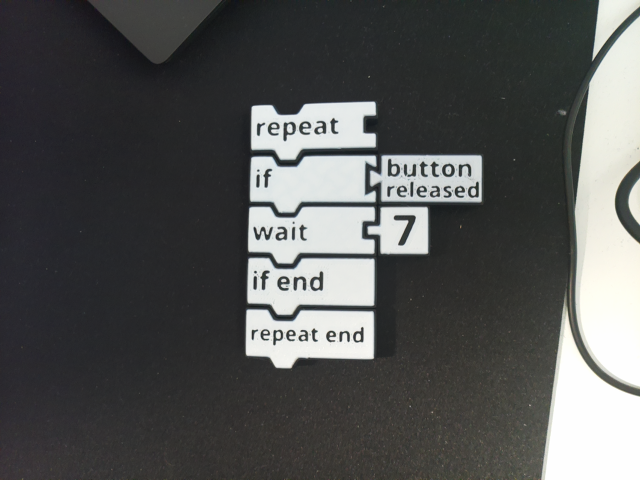 repeat
if button released
wait 7
if end
repeat end